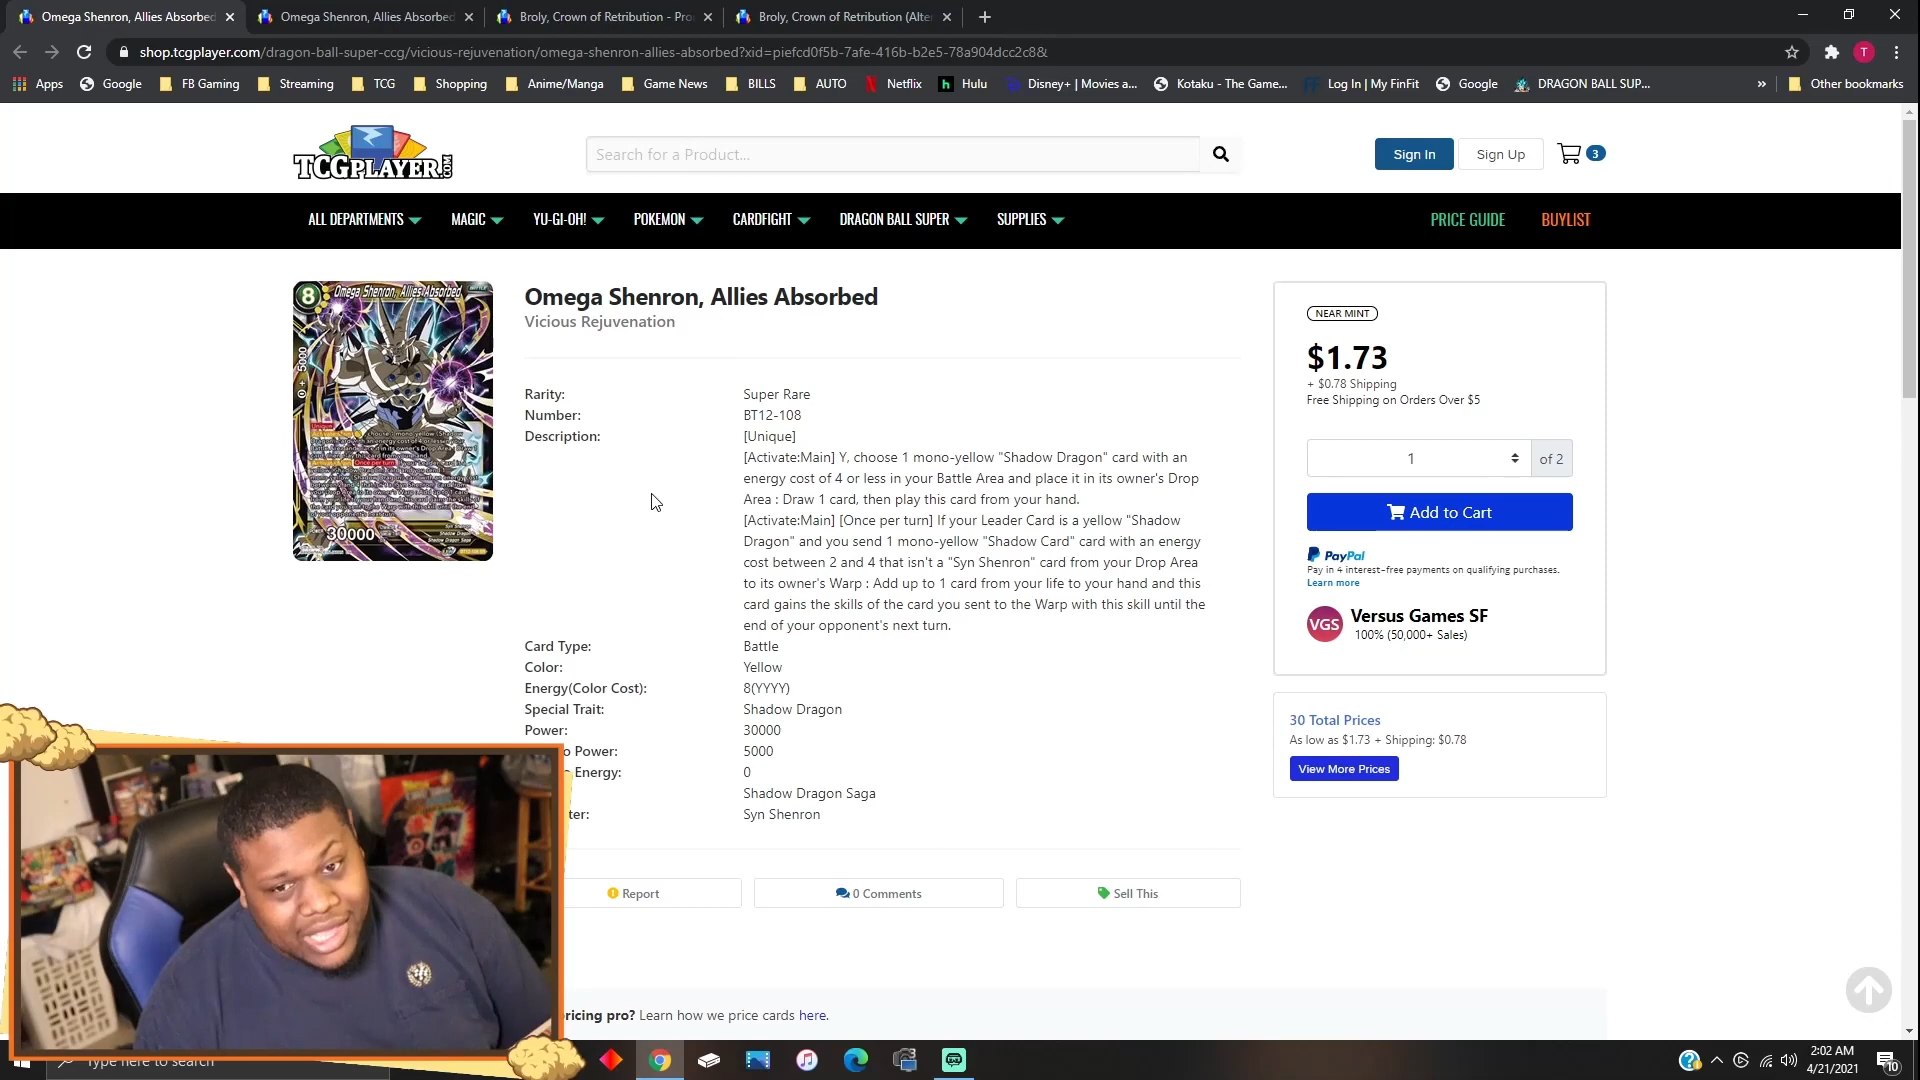 Omega Shenron, Allies Absorbed
Omega Shenron, Allies Absorbed
Broly, Crown of Retribution - Pro
Broly, Crown of Retribution (Alter
shop.tcgplayer.com/dragon-ball-super-ccg/vicious-rejuvenation/omega-shenron-allies-absorbed?xid=piefcd0f5b-7afe-416b-b2e5-78a904dcc2c8&
T
Apps
Google
FB Gaming
Streaming
TCG
Shopping
Anime/Manga
Game News
BILLS
AUTO
Netflix
Hulu
Disney+ | Movies a...
Kotaku - The Game...
Log In | My FinFit
Google
DRAGON BALL SUP...
»
Other bookmarks
TCGPLAYER.COM
Search for a Product...
Sign In
Sign Up
3
ALL DEPARTMENTS
MAGIC
YU-GI-OH!
POKEMON
CARDFIGHT
DRAGON BALL SUPER
SUPPLIES
PRICE GUIDE
BUYLIST
8
Omega Shenron, Allies Absorbed
30000
Omega Shenron, Allies Absorbed
Vicious Rejuvenation
Rarity: Super Rare
Number: BT12-108
Description: [Unique]
[Activate:Main] Y, choose 1 mono-yellow "Shadow Dragon" card with an
energy cost of 4 or less in your Battle Area and place it in its owner's Drop
Area : Draw 1 card, then play this card from your hand.
[Activate:Main] [Once per turn] If your Leader Card is a yellow "Shadow
Dragon" and you send 1 mono-yellow "Shadow Card" card with an energy
cost between 2 and 4 that isn't a "Syn Shenron" card from your Drop Area
to its owner's Warp : Add up to 1 card from your life to your hand and this
card gains the skills of the card you sent to the Warp with this skill until the
end of your opponent's next turn.
Card Type: Battle
Color: Yellow
Energy(Color Cost): 8(YYYY)
Special Trait: Shadow Dragon
Power: 30000
o Power: 5000
Energy: 0
Shadow Dragon Saga
ter: Syn Shenron
Report
0 Comments
Sell This
NEAR MINT
$1.73
+ $0.78 Shipping
Free Shipping on Orders Over $5
1
of 2
Add to Cart
PayPal
Pay in 4 interest-free payments on qualifying purchases.
Learn more
VGS
Versus Games SF
100% (50,000+ Sales)
30 Total Prices
As low as $1.73 + Shipping: $0.78
View More Prices
ricing pro? Learn how we price cards here.
Type here to search
2:02 AM
4/21/2021
10